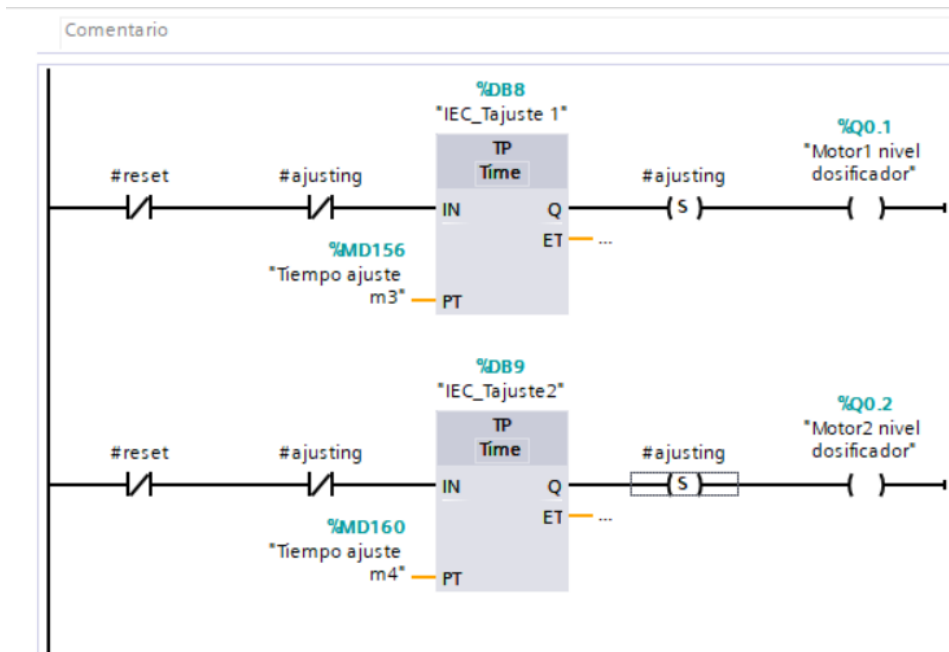 Comentario
%DB8
"IEC_Tajuste 1"
%Q0.1
"Motor1 nivel
dosificador"
TP
Time
#reset
#ajusting
#ajusting
S
IN
Q
ET
...
%MD156
"Tiempo ajuste
m3"
PT
%DB9
"IEC_Tajuste2"
%Q0.2
"Motor2 nivel
dosificador"
TP
Time
#reset
#ajusting
#ajusting
S
IN
Q
ET
...
%MD160
"Tiempo ajuste
m4"
PT